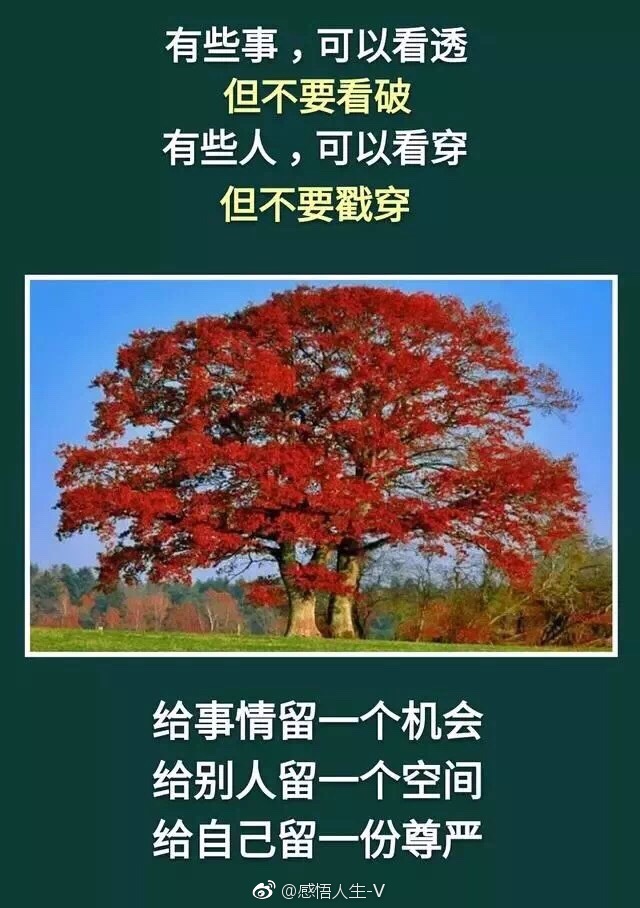 有些事，可以看透
但不要看破
有些人，可以看穿
但不要戳穿
给事情留一个机会
给别人留一个空间
给自己留一份尊严
@感悟人生-V